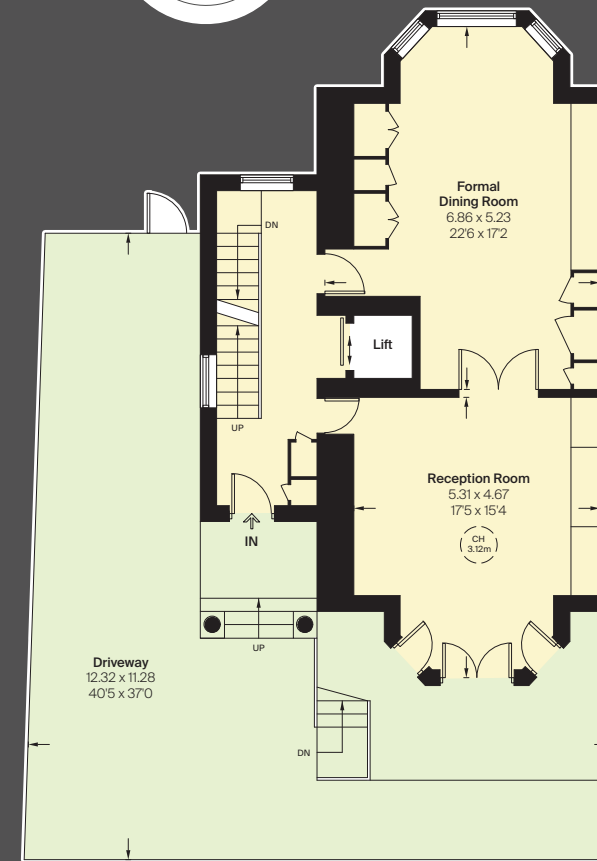 Formal
Dining Room
6.86 x 5.23
22'6 x 17'2
DN
Lift
UP
Reception Room
5.31 x 4.67
17'5 x 15'4
CH
3.12m
IN
UP
Driveway
12.32 x 11.28
40'5 x 37'0
DN